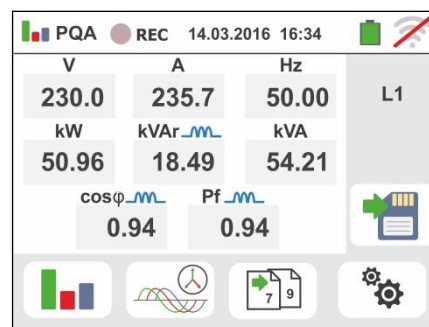 PQA REC 14.03.2016 16:34
V A Hz
230.0 235.7 50.00 L1
kW kVAr kVA
50.96 18.49 54.21
cosφ Pf
0.94 0.94
7 9